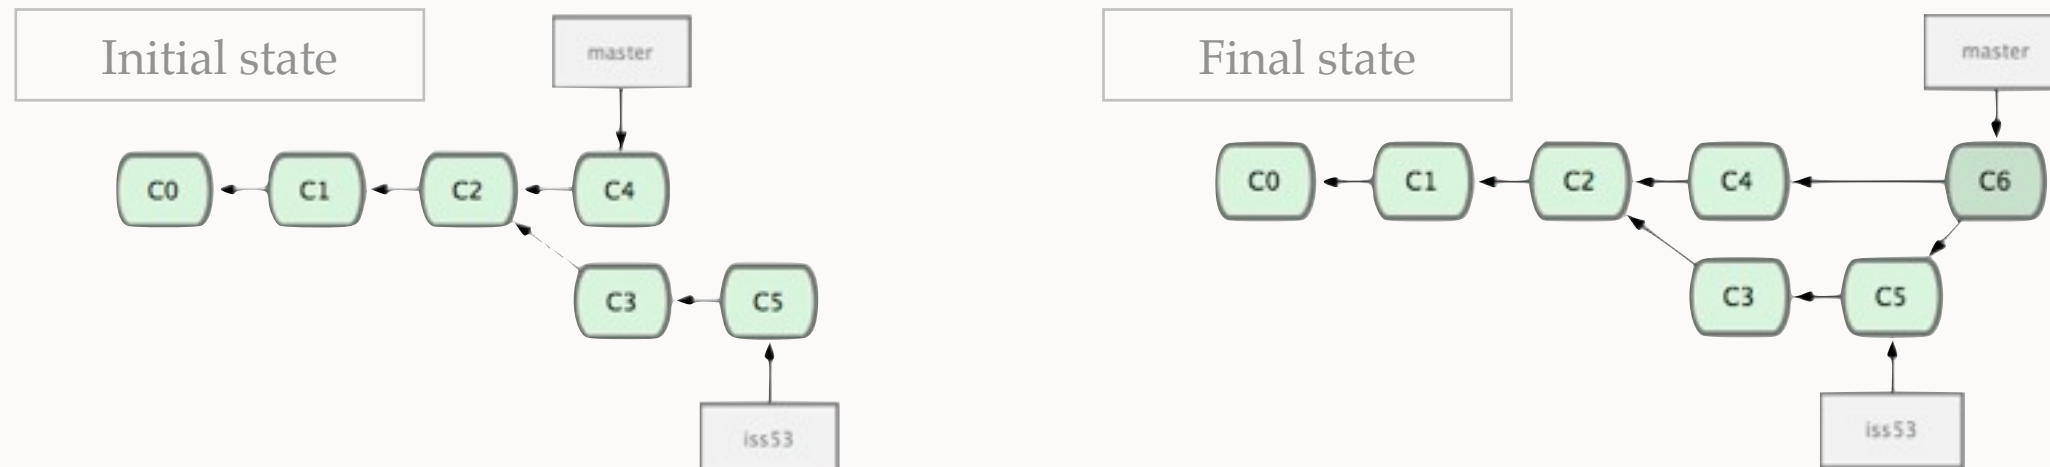 Initial state
master
C0
C1
C2
C4
C3
C5
iss53
Final state
master
C0
C1
C2
C4
C6
C3
C5
iss53